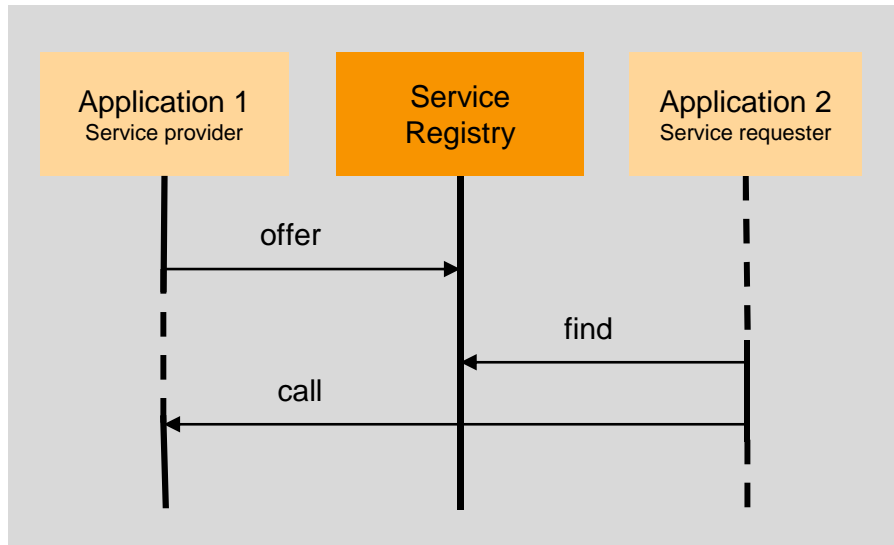 Application 1
Service provider
Service
Registry
Application 2
Service requester
offer
find
call